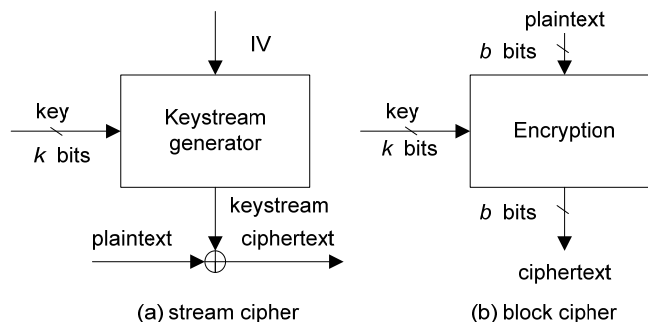 IV
key
k bits
Keystream
generator
keystream
plaintext
ciphertext
(a) stream cipher
plaintext
b bits
key
k bits
Encryption
b bits
ciphertext
(b) block cipher